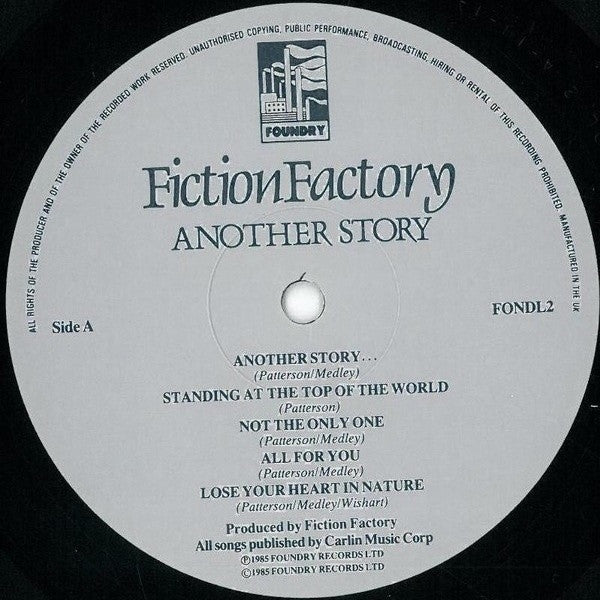 ALL RIGHTS OF THE PRODUCER AND OF THE OWNER OF THE RECORDED WORK RESERVED. UNAUTHORISED COPYING, PUBLIC PERFORMANCE, BROADCASTING, HIRING OR RENTAL OF THIS RECORDING PROHIBITED. MANUFACTURED IN THE UK
FOUNDRY
FictionFactory
ANOTHER STORY
Side A
FONDL2
ANOTHER STORY...
(Patterson/Medley)
STANDING AT THE TOP OF THE WORLD
(Patterson)
NOT THE ONLY ONE
(Patterson/Medley)
ALL FOR YOU
(Patterson/Medley)
LOSE YOUR HEART IN NATURE
(Patterson/Medley/Wishart)
Produced by Fiction Factory
All songs published by Carlin Music Corp
Ⓟ1985 FOUNDRY RECORDS LTD
©1985 FOUNDRY RECORDS LTD